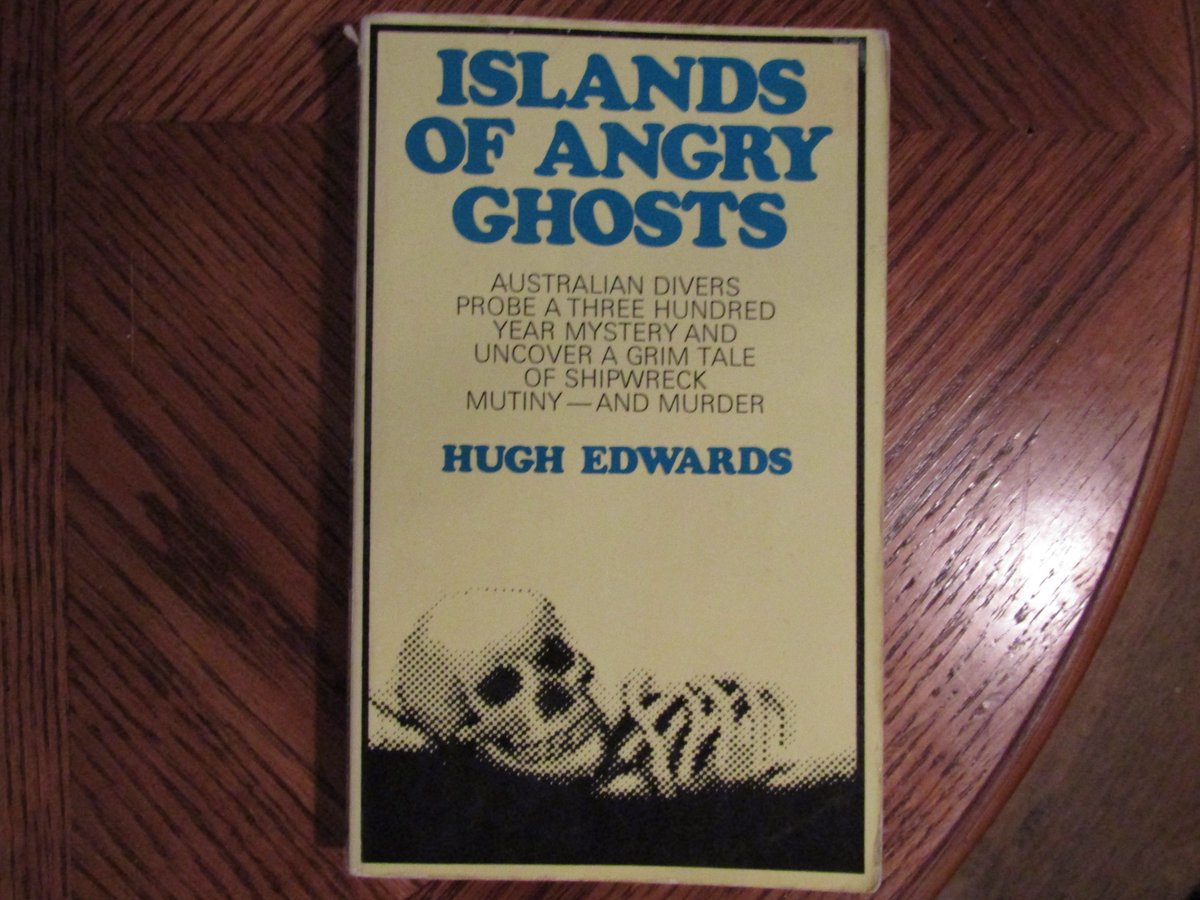 ISLANDS
OF ANGRY
GHOSTS
AUSTRALIAN DIVERS
PROBE A THREE HUNDRED
YEAR MYSTERY AND
UNCOVER A GRIM TALE
OF SHIPWRECK
MUTINY — AND MURDER
HUGH EDWARDS